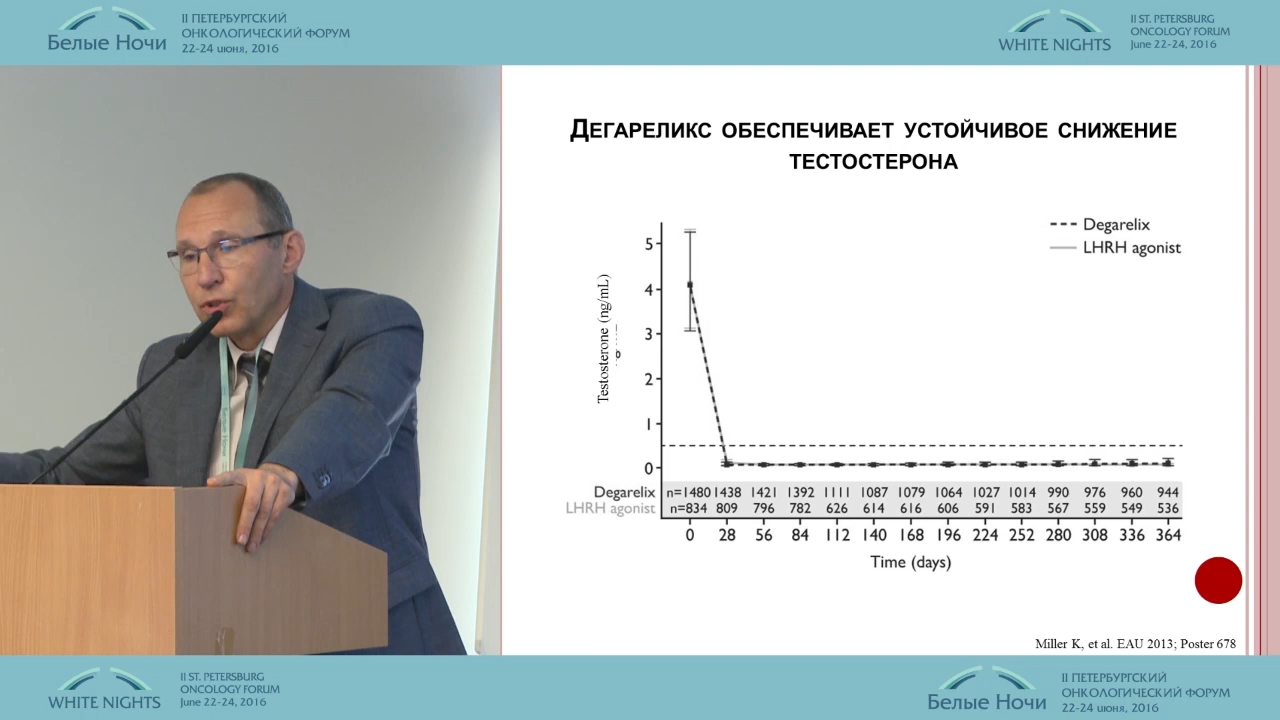 II ПЕТЕРБУРГСКИЙ
ОНКОЛОГИЧЕСКИЙ ФОРУМ
Белые Ночи
22-24 июня, 2016
II ST. PETERSBURG
ONCOLOGY FORUM
WHITE NIGHTS
June 22-24, 2016
ДЕГАРЕЛИКС ОБЕСПЕЧИВАЕТ УСТОЙЧИВОЕ СНИЖЕНИЕ
ТЕСТОСТЕРОНА
Degarelix
LHRH agonist
Testosterone (ng/mL)
5
4
3
2
1
0
Degarelix n=1480 1438 1421 1392 1111 1087 1079 1064 1027 1014 990 976 960 944
LHRH agonist n=834 809 796 782 626 614 616 606 591 583 567 559 549 536
0 28 56 84 112 140 168 196 224 252 280 308 336 364
Time (days)
Miller K, et al. EAU 2013; Poster 678
II ST. PETERSBURG
ONCOLOGY FORUM
WHITE NIGHTS
June 22-24, 2016
II ПЕТЕРБУРГСКИЙ
ОНКОЛОГИЧЕСКИЙ ФОРУМ
Белые Ночи
22-24 июня, 2016